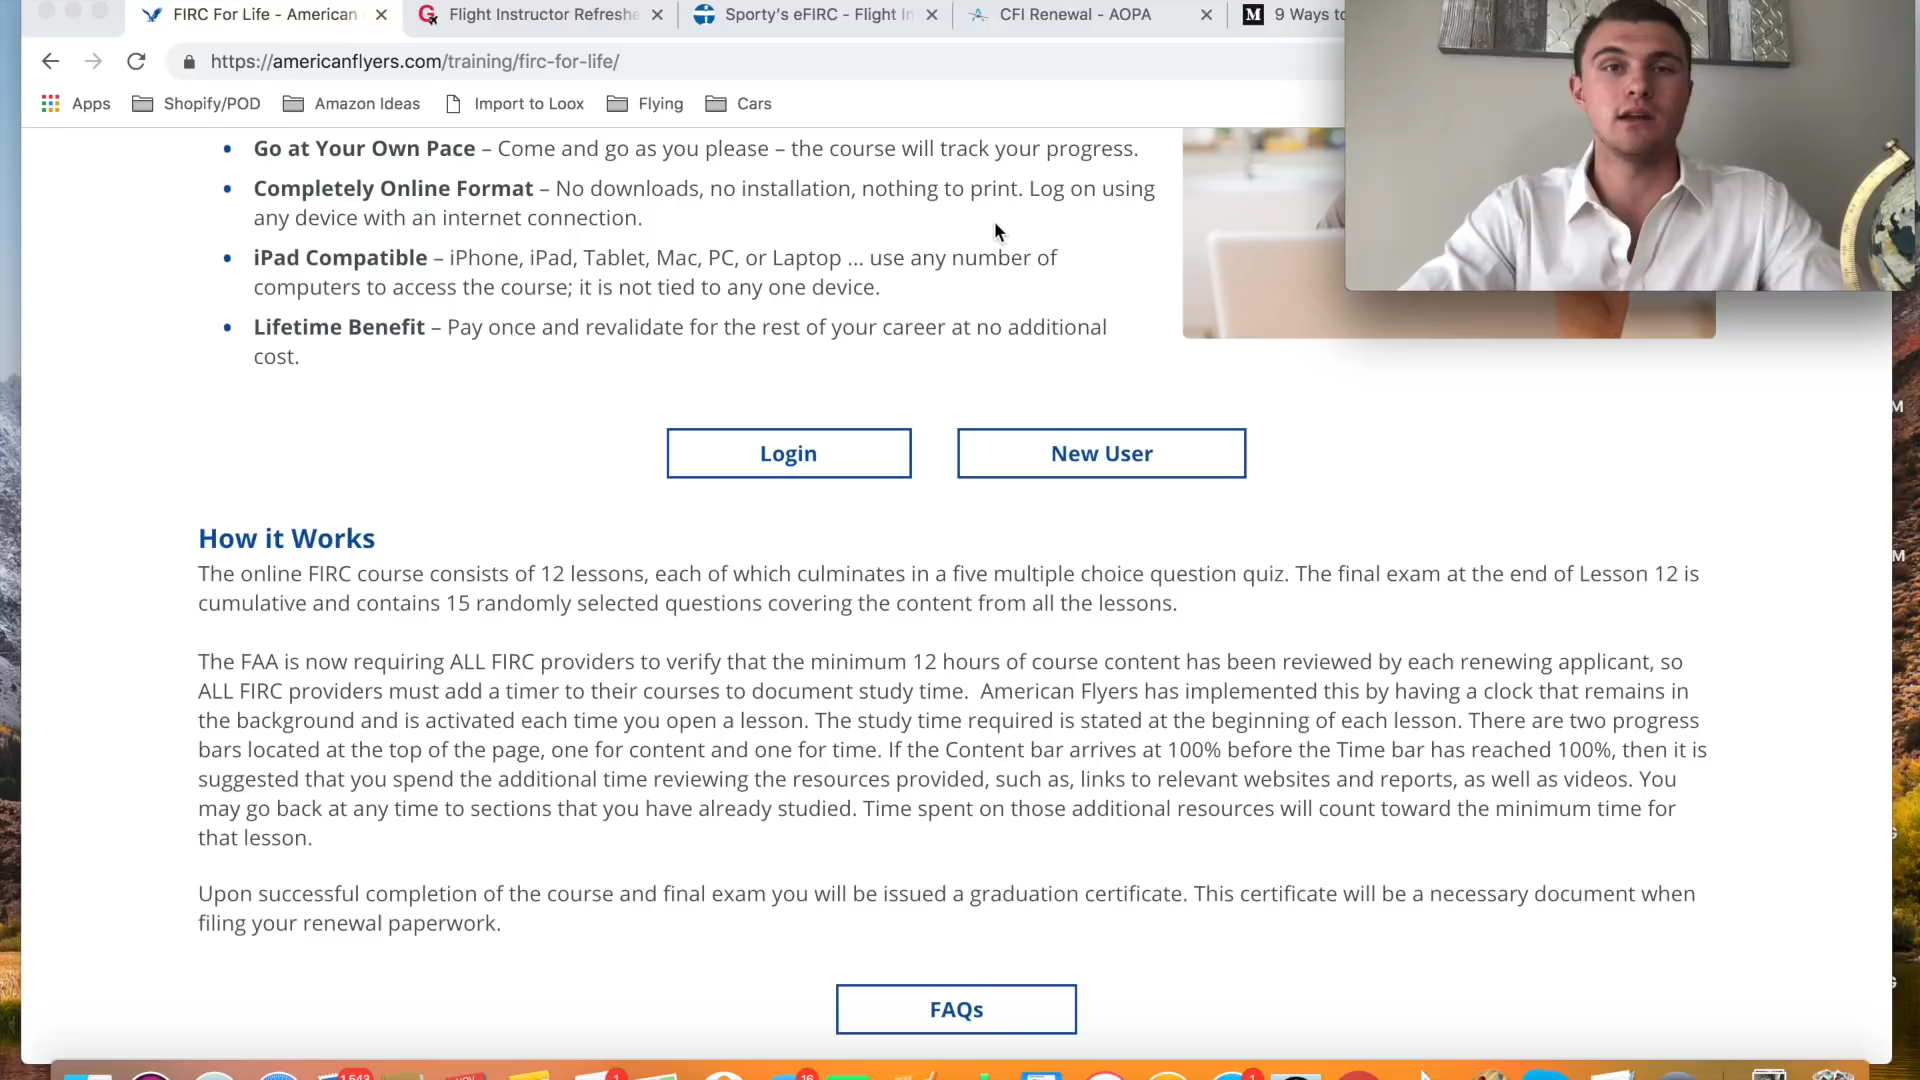 FIRC For Life - American
Flight Instructor Refreshe
Sporty's eFIRC - Flight In
CFI Renewal - AOPA
M
9 Ways to
https://americanflyers.com/training/firc-for-life/
Apps
Shopify/POD
Amazon Ideas
Import to Loox
Flying
Cars
• Go at Your Own Pace – Come and go as you please – the course will track your progress.
• Completely Online Format – No downloads, no installation, nothing to print. Log on using
any device with an internet connection.
• iPad Compatible – iPhone, iPad, Tablet, Mac, PC, or Laptop ... use any number of
computers to access the course; it is not tied to any one device.
• Lifetime Benefit – Pay once and revalidate for the rest of your career at no additional
cost.
Login
New User
How it Works
The online FIRC course consists of 12 lessons, each of which culminates in a five multiple choice question quiz. The final exam at the end of Lesson 12 is
cumulative and contains 15 randomly selected questions covering the content from all the lessons.
The FAA is now requiring ALL FIRC providers to verify that the minimum 12 hours of course content has been reviewed by each renewing applicant, so
ALL FIRC providers must add a timer to their courses to document study time. American Flyers has implemented this by having a clock that remains in
the background and is activated each time you open a lesson. The study time required is stated at the beginning of each lesson. There are two progress
bars located at the top of the page, one for content and one for time. If the Content bar arrives at 100% before the Time bar has reached 100%, then it is
suggested that you spend the additional time reviewing the resources provided, such as, links to relevant websites and reports, as well as videos. You
may go back at any time to sections that you have already studied. Time spent on those additional resources will count toward the minimum time for
that lesson.
Upon successful completion of the course and final exam you will be issued a graduation certificate. This certificate will be a necessary document when
filing your renewal paperwork.
FAQs
1,543
NOV
1
16
1